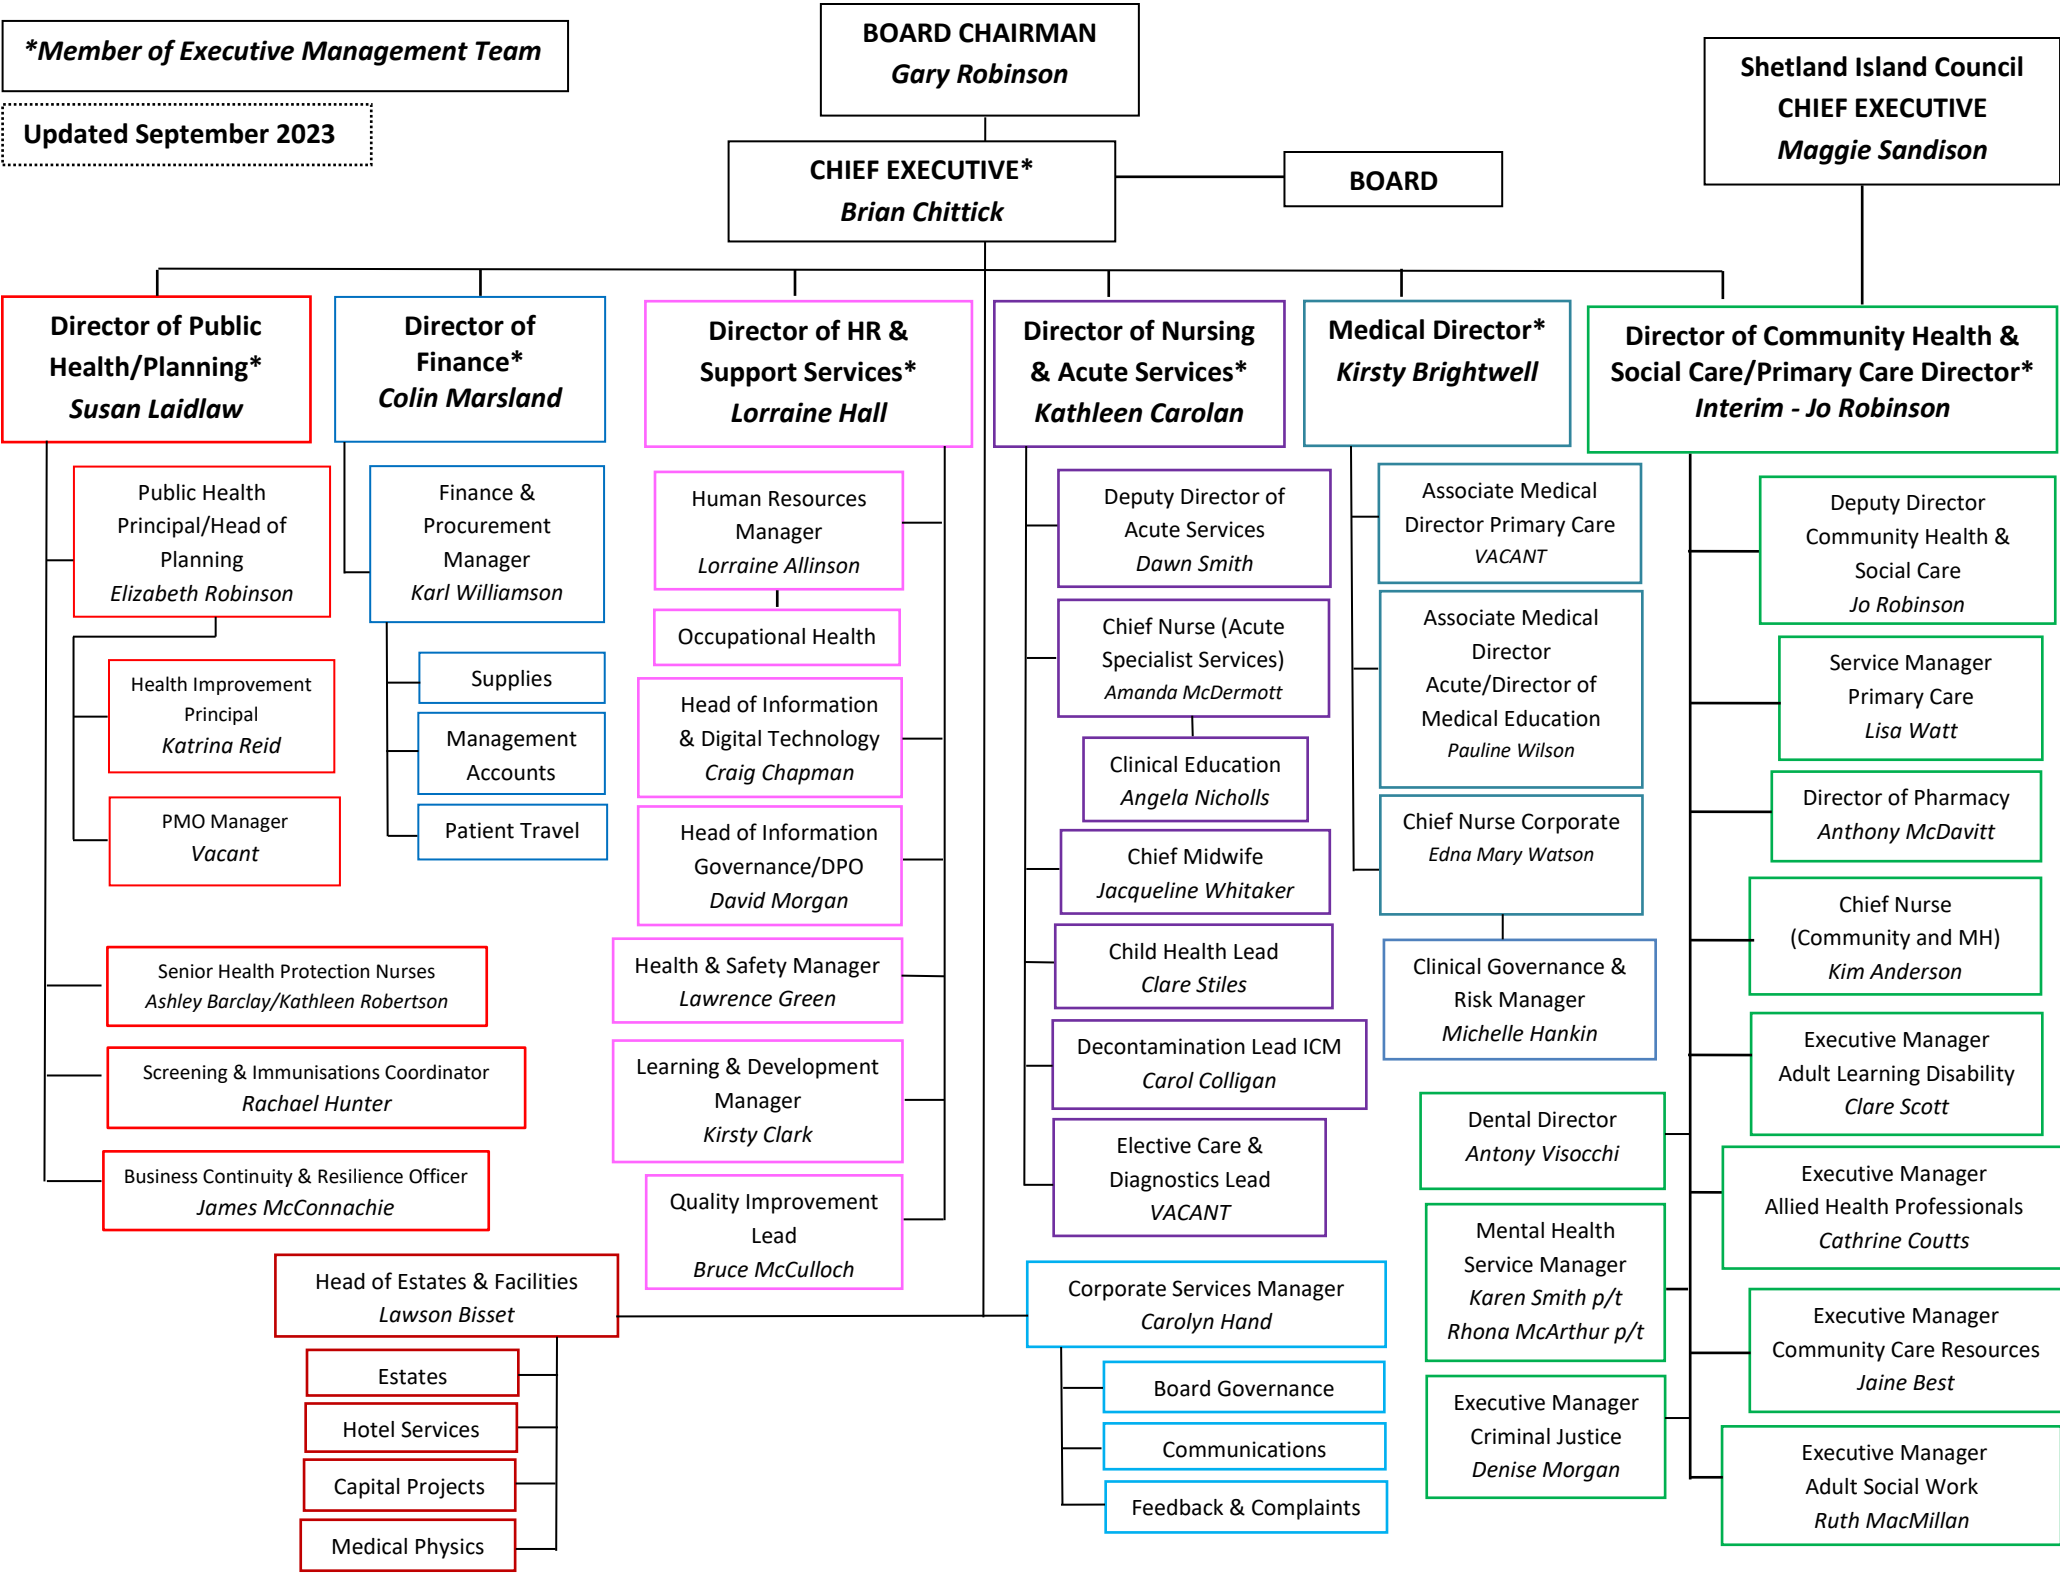 *Member of Executive Management Team
Updated September 2023
BOARD CHAIRMAN
Gary Robinson
CHIEF EXECUTIVE*
Brian Chittick
BOARD
Shetland Island Council
CHIEF EXECUTIVE
Maggie Sandison
Director of Public
Health/Planning*
Susan Laidlaw
Public Health
Principal/Head of
Planning
Elizabeth Robinson
Health Improvement
Principal
Katrina Reid
PMO Manager
Vacant
Senior Health Protection Nurses
Ashley Barclay/Kathleen Robertson
Screening & Immunisations Coordinator
Rachael Hunter
Business Continuity & Resilience Officer
James McConnachie
Director of
Finance*
Colin Marsland
Finance &
Procurement
Manager
Karl Williamson
Supplies
Management
Accounts
Patient Travel
Director of HR &
Support Services*
Lorraine Hall
Human Resources
Manager
Lorraine Allinson
Occupational Health
Head of Information
& Digital Technology
Craig Chapman
Head of Information
Governance/DPO
David Morgan
Health & Safety Manager
Lawrence Green
Learning & Development
Manager
Kirsty Clark
Quality Improvement
Lead
Bruce McCulloch
Director of Nursing
& Acute Services*
Kathleen Carolan
Deputy Director of
Acute Services
Dawn Smith
Chief Nurse (Acute
Specialist Services)
Amanda McDermott
Clinical Education
Angela Nicholls
Chief Midwife
Jacqueline Whitaker
Child Health Lead
Clare Stiles
Decontamination Lead ICM
Carol Colligan
Elective Care &
Diagnostics Lead
VACANT
Medical Director*
Kirsty Brightwell
Associate Medical
Director Primary Care
VACANT
Associate Medical
Director
Acute/Director of
Medical Education
Pauline Wilson
Chief Nurse Corporate
Edna Mary Watson
Clinical Governance &
Risk Manager
Michelle Hankin
Director of Community Health &
Social Care/Primary Care Director*
Interim - Jo Robinson
Deputy Director
Community Health &
Social Care
Jo Robinson
Service Manager
Primary Care
Lisa Watt
Director of Pharmacy
Anthony McDavitt
Chief Nurse
(Community and MH)
Kim Anderson
Executive Manager
Adult Learning Disability
Clare Scott
Dental Director
Antony Visocchi
Executive Manager
Allied Health Professionals
Cathrine Coutts
Mental Health
Service Manager
Karen Smith p/t
Rhona McArthur p/t
Executive Manager
Community Care Resources
Jaine Best
Executive Manager
Criminal Justice
Denise Morgan
Executive Manager
Adult Social Work
Ruth MacMillan
Head of Estates & Facilities
Lawson Bisset
Estates
Hotel Services
Capital Projects
Medical Physics
Corporate Services Manager
Carolyn Hand
Board Governance
Communications
Feedback & Complaints